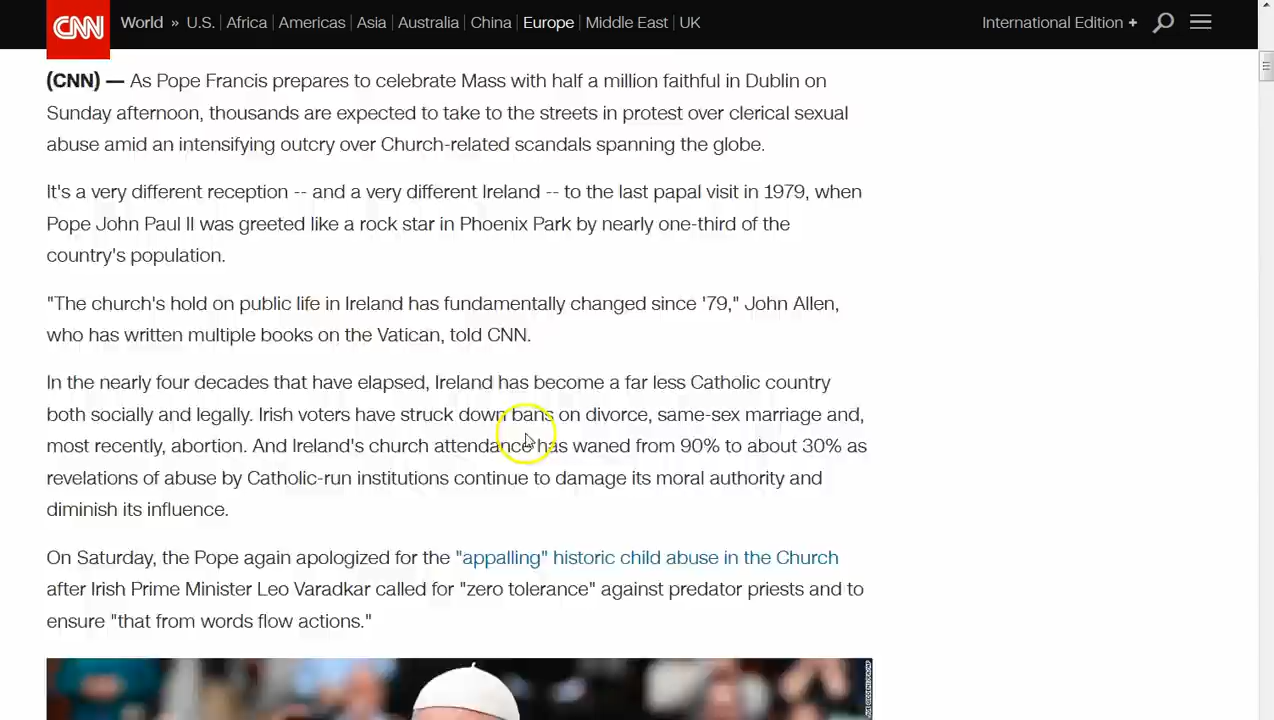 CNN World » U.S. | Africa | Americas | Asia | Australia | China | Europe | Middle East | UK International Edition +
(CNN) — As Pope Francis prepares to celebrate Mass with half a million faithful in Dublin on
Sunday afternoon, thousands are expected to take to the streets in protest over clerical sexual
abuse amid an intensifying outcry over Church-related scandals spanning the globe.
It's a very different reception -- and a very different Ireland -- to the last papal visit in 1979, when
Pope John Paul II was greeted like a rock star in Phoenix Park by nearly one-third of the
country's population.
"The church's hold on public life in Ireland has fundamentally changed since '79," John Allen,
who has written multiple books on the Vatican, told CNN.
In the nearly four decades that have elapsed, Ireland has become a far less Catholic country
both socially and legally. Irish voters have struck down bans on divorce, same-sex marriage and,
most recently, abortion. And Ireland's church attendance has waned from 90% to about 30% as
revelations of abuse by Catholic-run institutions continue to damage its moral authority and
diminish its influence.
On Saturday, the Pope again apologized for the "appalling" historic child abuse in the Church
after Irish Prime Minister Leo Varadkar called for "zero tolerance" against predator priests and to
ensure "that from words flow actions."